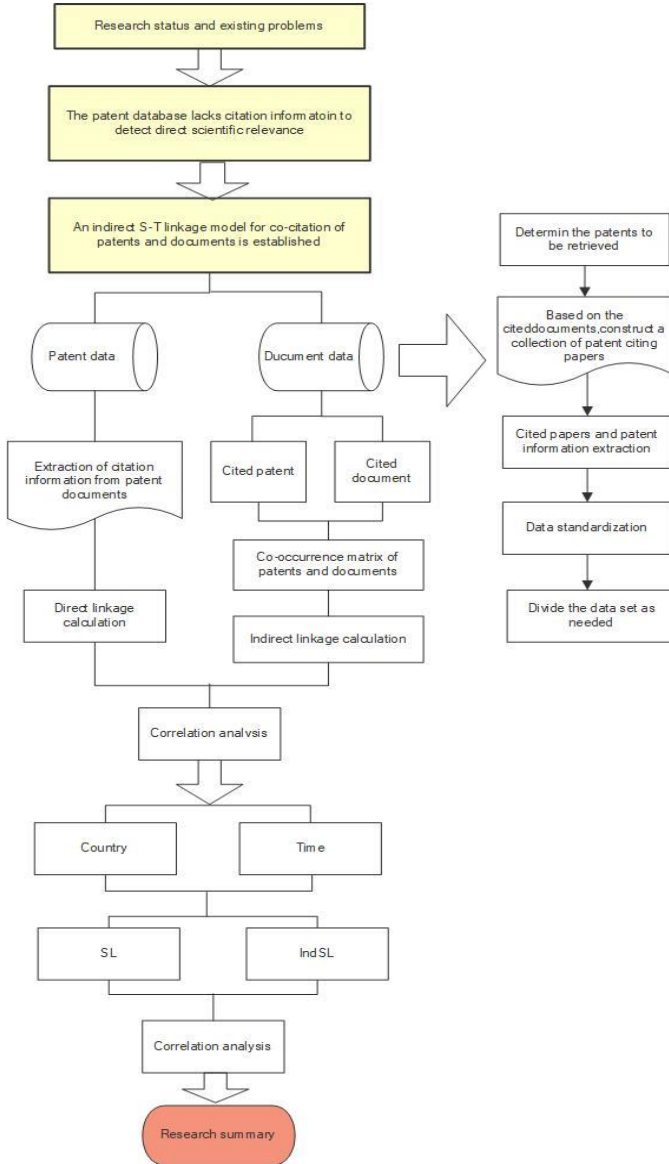 Research status and existing problems
The patent database lacks citation informatoin to
detect direct scientific relevance
An indirect S-T linkage model for co-citation of
patents and documents is established
Patent data
Ducument data
Extraction of citation
information from patent
documents
Cited patent
Cited
document
Co-occurrence matrix of
patents and documents
Direct linkage
calculation
Indirect linkage calculation
Correlation analvsis
Country
Time
SL
IndSL
Correlation analysis
Research summary
Determin the patents to
be retrieved
Based on the
citeddocuments,construct a
collection of patent citing
papers
Cited papers and patent
information extraction
Data standardization
Divide the data set as
needed